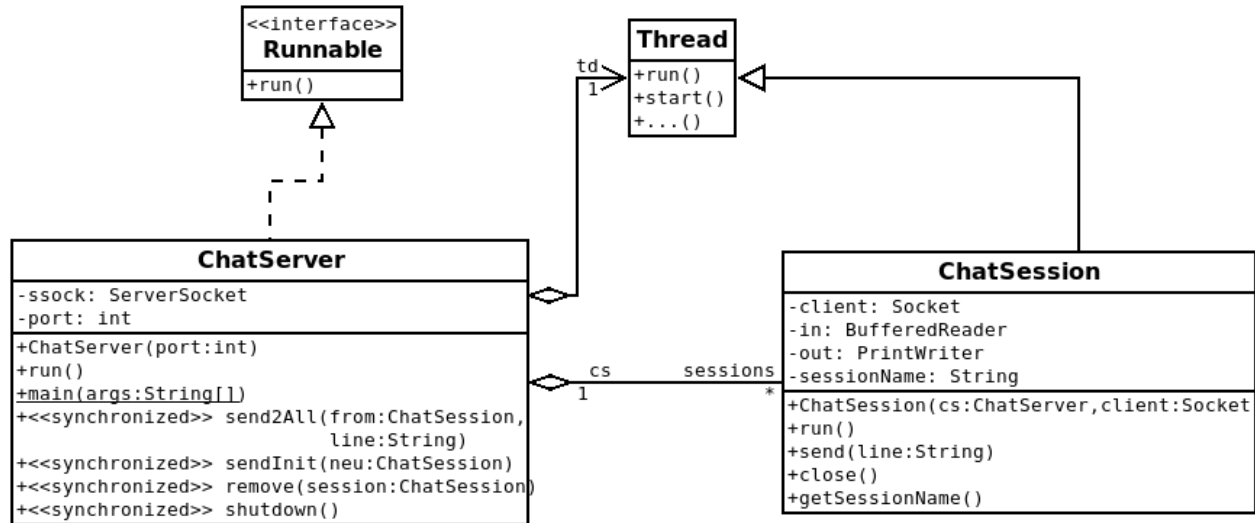 <<interface>>
Runnable
+run()
Thread
+run()
+start()
+...()
td
1
ChatServer
-ssock: ServerSocket
-port: int
+ChatServer(port:int)
+run()
+main(args:String[])
+<<synchronized>> send2All(from:ChatSession,
line:String)
+<<synchronized>> sendInit(neu:ChatSession)
+<<synchronized>> remove(session:ChatSession)
+<<synchronized>> shutdown()
cs
1
sessions
*
ChatSession
-client: Socket
-in: BufferedReader
-out: PrintWriter
-sessionName: String
+ChatSession(cs:ChatServer,client:Socket
+run()
+send(line:String)
+close()
+getSessionName()